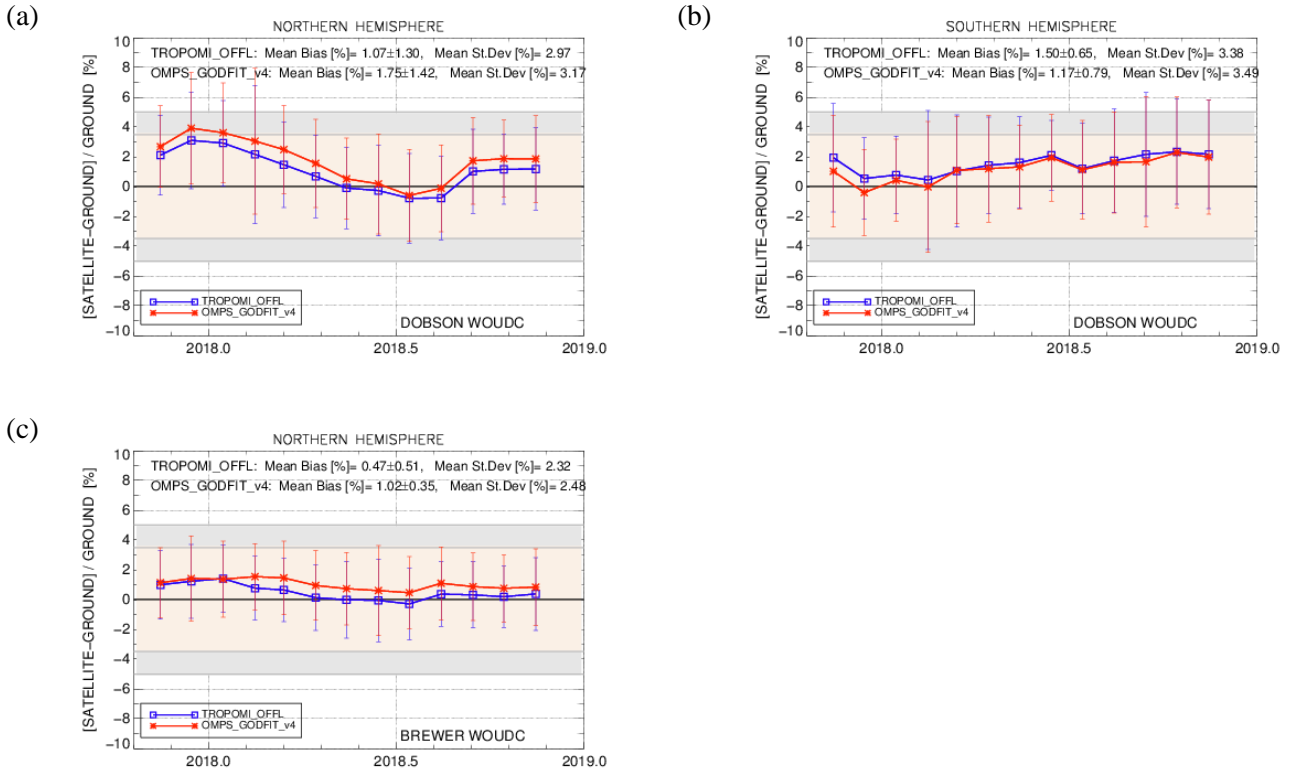 (a)
NORTHERN HEMISPHERE
TROPOMI_OFFL: Mean Bias [%]= 1.07±1.30, Mean St.Dev [%]= 2.97
OMPS_GODFIT_v4: Mean Bias [%]= 1.75±1.42, Mean St.Dev [%]= 3.17
[SATELLITE-GROUND] / GROUND [%]
10
8
6
4
2
0
-2
-4
-6
-8
-10
TROPOMI_OFFL
OMPS_GODFIT_v4
DOBSON WOUDC
2018.0 2018.5 2019.0
(b)
SOUTHERN HEMISPHERE
TROPOMI_OFFL: Mean Bias [%]= 1.50±0.65, Mean St.Dev [%]= 3.38
OMPS_GODFIT_v4: Mean Bias [%]= 1.17±0.79, Mean St.Dev [%]= 3.49
[SATELLITE-GROUND] / GROUND [%]
10
8
6
4
2
0
-2
-4
-6
-8
-10
TROPOMI_OFFL
OMPS_GODFIT_v4
DOBSON WOUDC
2018.0 2018.5 2019.0
(c)
NORTHERN HEMISPHERE
TROPOMI_OFFL: Mean Bias [%]= 0.47±0.51, Mean St.Dev [%]= 2.32
OMPS_GODFIT_v4: Mean Bias [%]= 1.02±0.35, Mean St.Dev [%]= 2.48
[SATELLITE-GROUND] / GROUND [%]
10
8
6
4
2
0
-2
-4
-6
-8
-10
TROPOMI_OFFL
OMPS_GODFIT_v4
BREWER WOUDC
2018.0 2018.5 2019.0